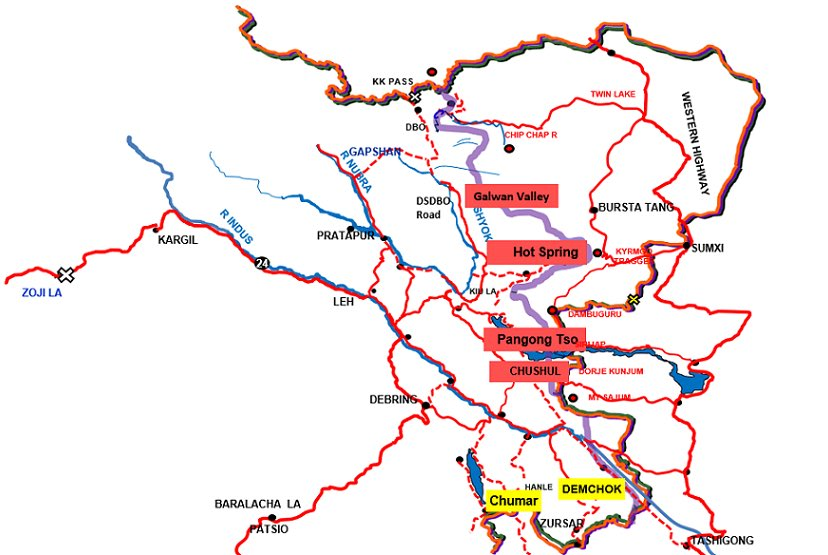 KK PASS
TWIN LAKE
WESTERN HIGHWAY
DBO
CHIP CHAP R
GAPSHAN
R NUBRA
DSDBO
Road
SHYOK
Galwan Valley
BURSTA TANG
R INDUS
PRATAPUR
KARGIL
24
Hot Spring
SUMXI
ZOJI LA
LEH
KIU LA
DAMBUGURU
Pangong Tso
CHUSHUL
DORJE KUNJUM
DEBRING
HANLE
DEMCHOK
Chumar
BARALACHA LA
PATSIO
ZURSAR
TASHIGONG